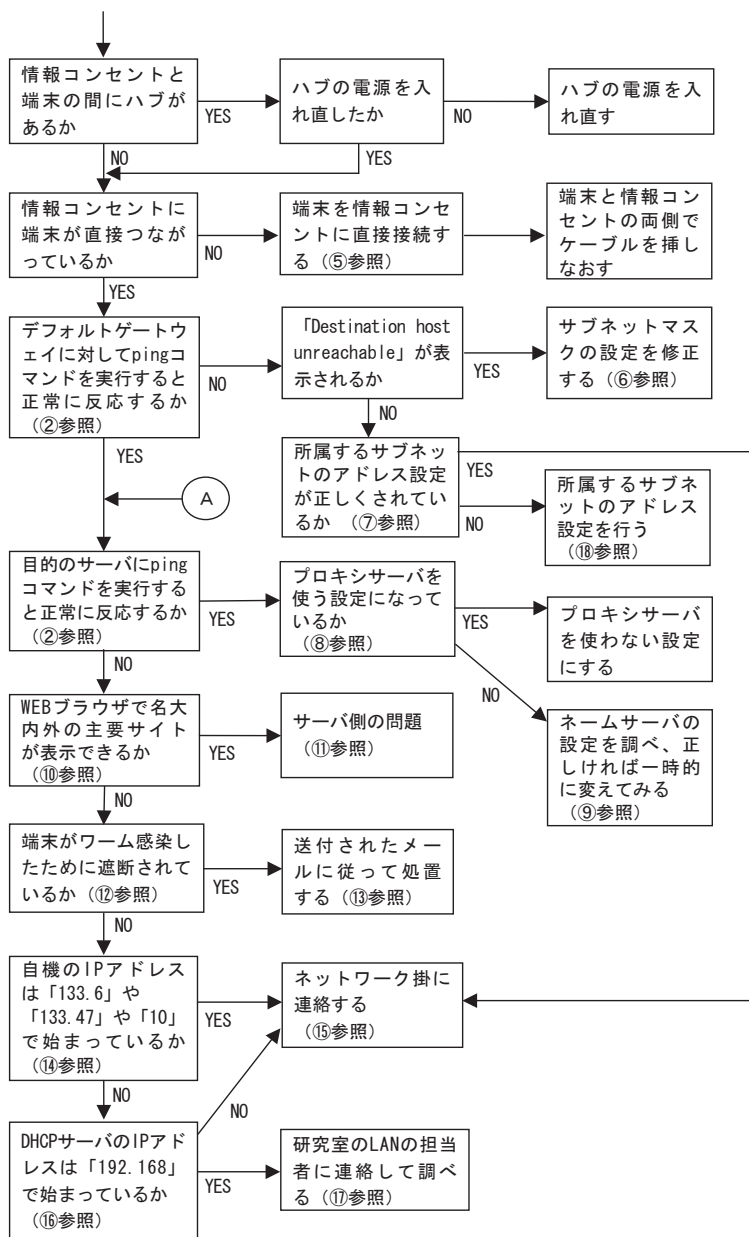 情報コンセントと
端末の間にハブが
あるか
YES
ハブの電源を入
れ直したか
NO
ハブの電源を入
れ直す
NO
YES
情報コンセントに
端末が直接つなが
っているか
NO
端末を情報コンセ
ントに直接接続す
る（⑤参照）
端末と情報コン
セントの両側で
ケーブルを挿し
なおす
YES
デフォルトゲートウ
ェイに対してpingコ
マンドを実行すると
正常に反応するか
（②参照）
NO
「Destination host
unreachable」が表
示されるか
YES
サブネットマス
クの設定を修正
する（⑥参照）
NO
YES
所属するサブネッ
トのアドレス設定
が正しくされてい
るか （⑦参照）
YES
NO
所属するサブネ
ットのアドレス
設定を行う
（⑱参照）
A
目的のサーバにping
コマンドを実行する
と正常に反応するか
（②参照）
YES
プロキシサーバを
使う設定になって
いるか
（⑧参照）
YES
プロキシサーバ
を使わない設定
にする
NO
NO
WEBブラウザで名大
内外の主要サイト
が表示できるか
（⑩参照）
YES
サーバ側の問題
（⑪参照）
ネームサーバの
設定を調べ、正
しければ一時的
に変えてみる
（⑨参照）
NO
端末がワーム感染し
たために遮断されて
いるか（⑫参照）
YES
送付されたメー
ルに従って処置
する（⑬参照）
NO
自機のIPアドレス
は「133.6」や
「133.47」や「10」
で始まっているか
（⑭参照）
YES
ネットワーク掛に
連絡する
（⑮参照）
NO
NO
DHCPサーバのIPアド
レスは「192.168」
で始まっているか
（⑯参照）
YES
研究室のLANの担当
者に連絡して調べ
る（⑰参照）